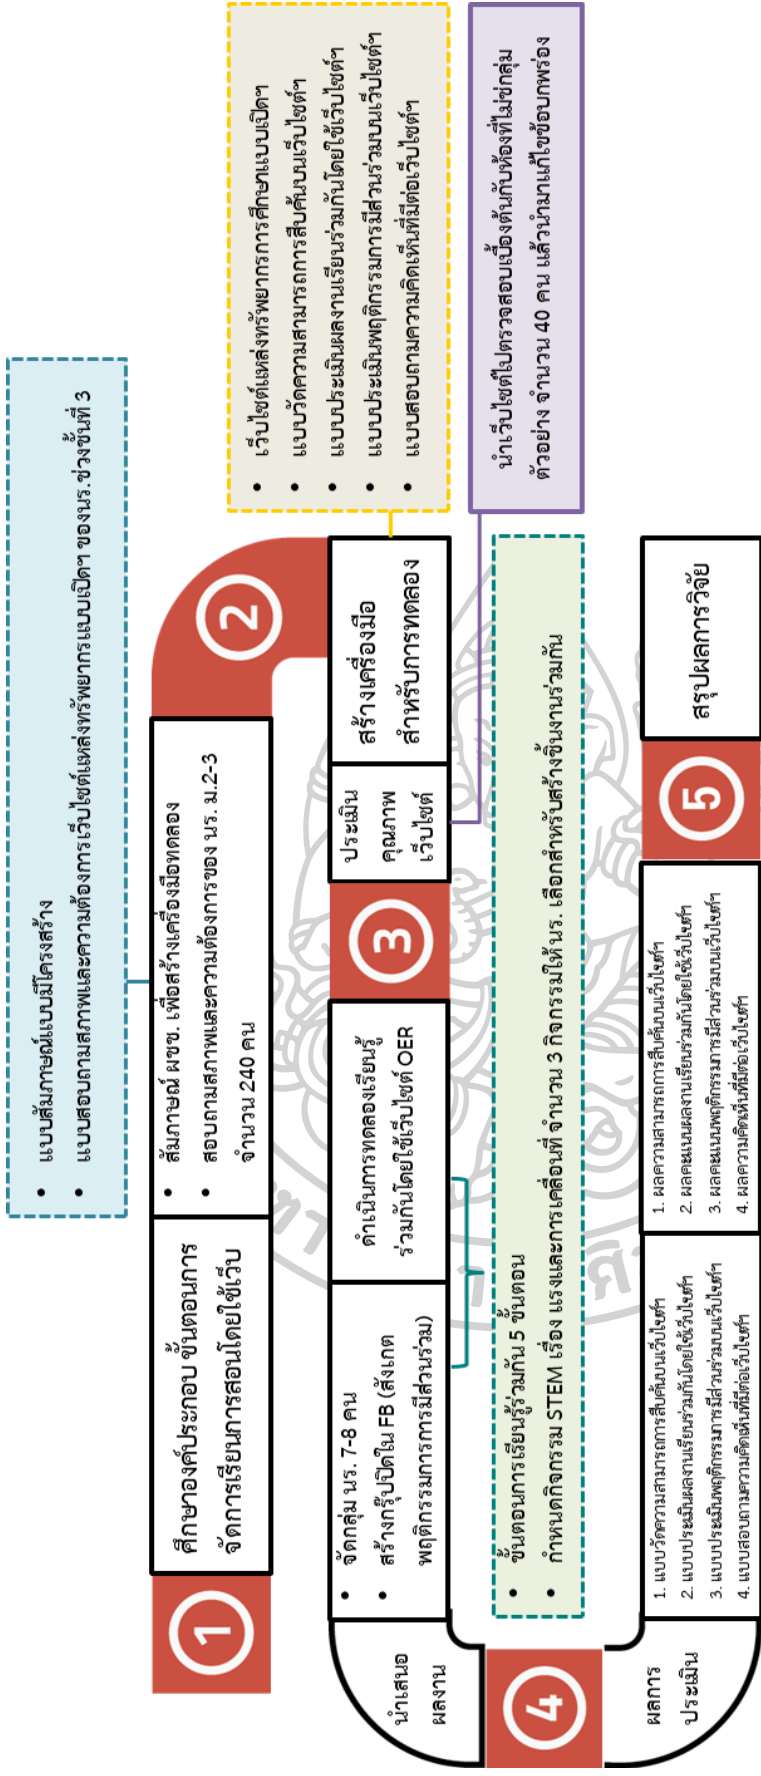 • แบบสัมภาษณ์แบบมีโครงสร้าง
• แบบสอบถามสภาพและความต้องการเว็บไซต์แหล่งทรัพยากรแบบเปิดฯ ของนร.ช่วงชั้นที่ 3
1
ศึกษาองค์ประกอบ ขั้นตอนการ
จัดการเรียนการสอนโดยใช้เว็บ
• สัมภาษณ์ ผชช. เพื่อสร้างเครื่องมือทดลอง
• สอบถามสภาพและความต้องการของ นร. ม.2-3
จำนวน 240 คน
2
สร้างเครื่องมือ
สำหรับการทดลอง
• เว็บไซต์แหล่งทรัพยากรการศึกษาแบบเปิดฯ
• แบบวัดความสามารถการสืบค้นบนเว็บไซต์ฯ
• แบบประเมินผลงานเรียนร่วมกันโดยใช้เว็บไซต์ฯ
• แบบประเมินพฤติกรรมการมีส่วนร่วมบนเว็บไซต์ฯ
• แบบสอบถามความคิดเห็นที่มีต่อเว็บไซต์ฯ
ประเมิน
คุณภาพ
เว็บไซต์
นำเว็บไซต์ไปตรวจสอบเบื้องต้นกับห้องที่ไม่ใช่กลุ่ม
ตัวอย่าง จำนวน 40 คน แล้วนำมาแก้ไขข้อบกพร่อง
3
ดำเนินการทดลองเรียนรู้
ร่วมกันโดยใช้เว็บไซต์ OER
• จัดกลุ่ม นร. 7-8 คน
• สร้างกรุ๊ปปิดใน FB (สังเกต
พฤติกรรมการการมีส่วนร่วม)
• ขั้นตอนการเรียนรู้ร่วมกัน 5 ขั้นตอน
• กำหนดกิจกรรม STEM เรื่อง แรงและการเคลื่อนที่ จำนวน 3 กิจกรรมให้ นร. เลือกสำหรับสร้างชิ้นงานร่วมกัน
นำเสนอ
ผลงาน
4
ผลการ
ประเมิน
1. แบบวัดความสามารถการสืบค้นบนเว็บไซต์ฯ
2. แบบประเมินผลงานเรียนร่วมกันโดยใช้เว็บไซต์ฯ
3. แบบประเมินพฤติกรรมการมีส่วนร่วมบนเว็บไซต์ฯ
4. แบบสอบถามความคิดเห็นที่มีต่อเว็บไซต์ฯ
1. ผลความสามารถการสืบค้นบนเว็บไซต์ฯ
2. ผลคะแนนผลงานเรียนร่วมกันโดยใช้เว็บไซต์ฯ
3. ผลคะแนนพฤติกรรมการมีส่วนร่วมบนเว็บไซต์ฯ
4. ผลความคิดเห็นที่มีต่อเว็บไซต์ฯ
5
สรุปผลการวิจัย